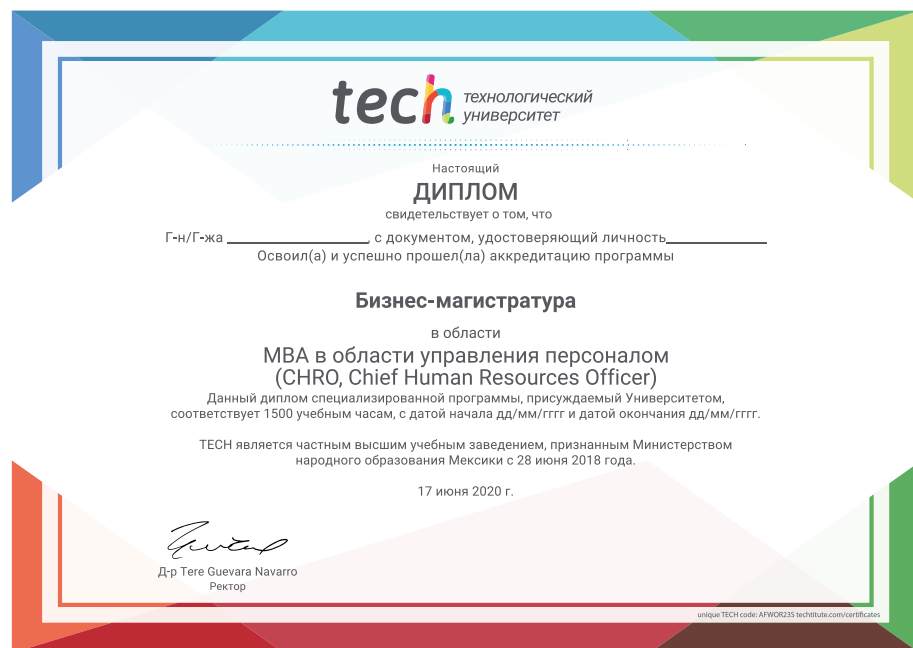 tech технологический
университет
Настоящий
ДИПЛОМ
свидетельствует о том, что
Г-н/Г-жа ____________________, с документом, удостоверяющий личность______________
Освоил(а) и успешно прошел(ла) аккредитацию программы
Бизнес-магистратура
в области
MBA в области управления персоналом
(CHRO, Chief Human Resources Officer)
Данный диплом специализированной программы, присуждаемый Университетом,
соответствует 1500 учебным часам, с датой начала дд/мм/гггг и датой окончания дд/мм/гггг.
TECH является частным высшим учебным заведением, признанным Министерством
народного образования Мексики с 28 июня 2018 года.
17 июня 2020 г.
Д-р Tere Guevara Navarro
Ректор
unique TECH code: AFWOR23S techtitute.com/certificates